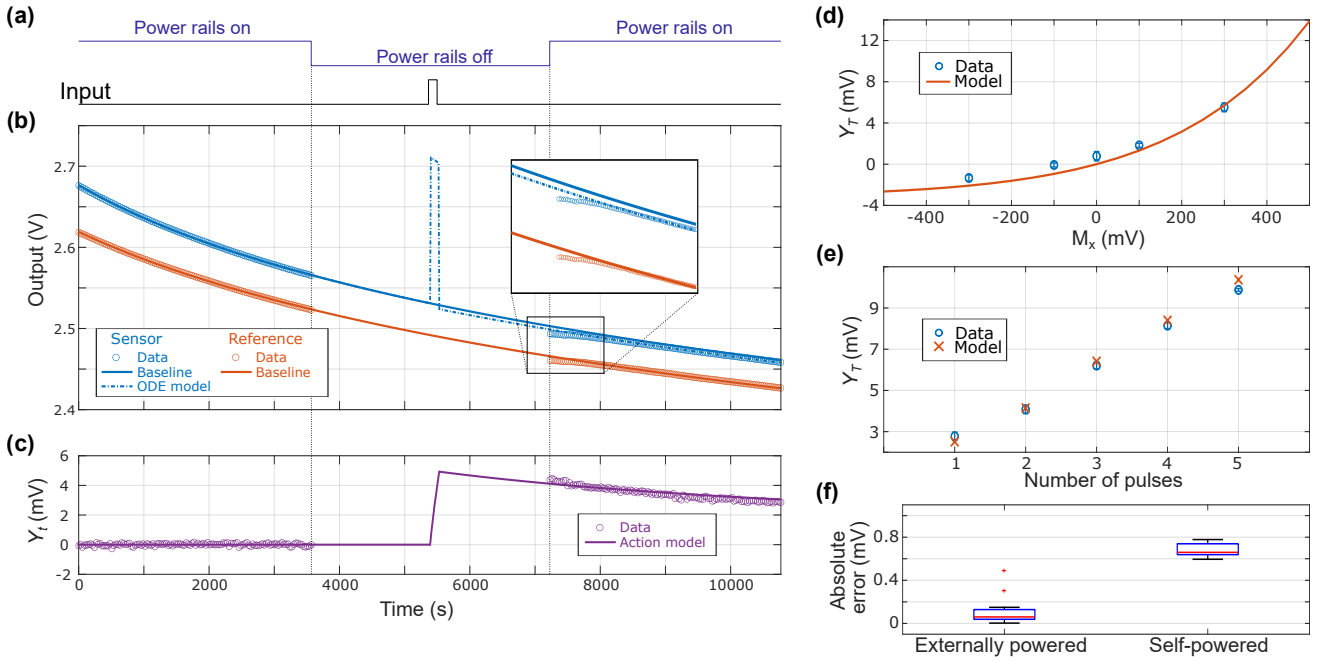 (a)
Power rails on
Power rails off
Power rails on
Input
(b)
Output (V)
2.7
2.6
2.5
2.4
Sensor
Data
Baseline
ODE model
Reference
Data
Baseline
(c)
Y_t (mV)
6
4
2
0
-2
Data
Action model
0
2000
4000
6000
8000
10000
Time (s)
(d)
Y_T (mV)
12
8
4
0
-4
Data
Model
-400
-200
0
200
400
M_x (mV)
(e)
Y_T (mV)
9
7
5
3
Data
Model
1
2
3
4
5
Number of pulses
(f)
Absolute
error (mV)
0.8
0.4
0
Externally powered
Self-powered